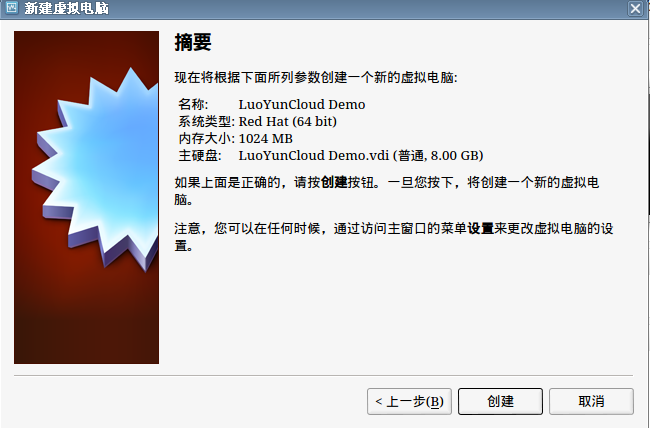 新建虚拟电脑
摘要
现在将根据下面所列参数创建一个新的虚拟电脑:
名称: LuoYunCloud Demo
系统类型: Red Hat (64 bit)
内存大小: 1024 MB
主硬盘: LuoYunCloud Demo.vdi (普通, 8.00 GB)
如果上面是正确的，请按创建按钮。一旦您按下，将创建一个新的虚拟电
脑。
注意，您可以在任何时候，通过访问主窗口的菜单设置来更改虚拟电脑的设
置。
< 上一步(B)
创建
取消